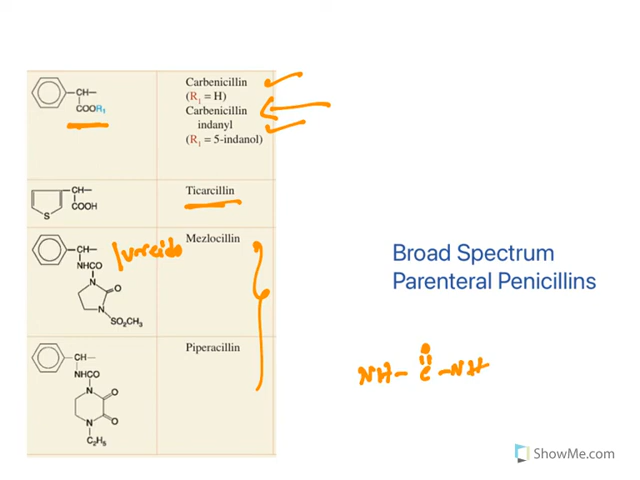 CH—
COOR1
Carbenicillin
(R1 = H)
Carbenicillin
indanyl
(R1 = 5-indanol)
CH—
COOH
S
Ticarcillin
CH—
NHCO
N
O
N
SO2CH3
ureido
Mezlocillin
CH—
NHCO
N
O
O
N
C2H5
Piperacillin
Broad Spectrum
Parenteral Penicillins
O
NH—C—NH
ShowMe.com